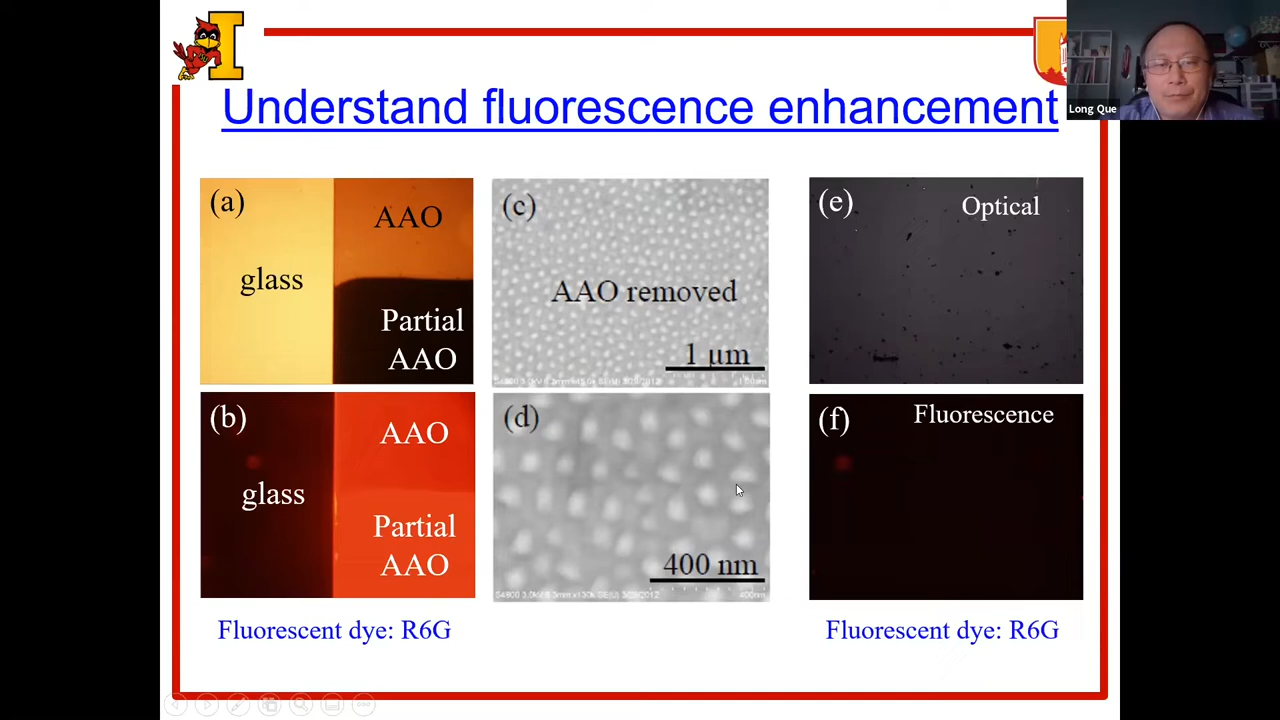 Understand fluorescence enhancement
Long Que
(a)
AAO
glass
Partial
AAO
(b)
AAO
glass
Partial
AAO
Fluorescent dye: R6G
(c)
AAO removed
1 µm
(d)
400 nm
400nm
(e)
Optical
(f)
Fluorescence
Fluorescent dye: R6G